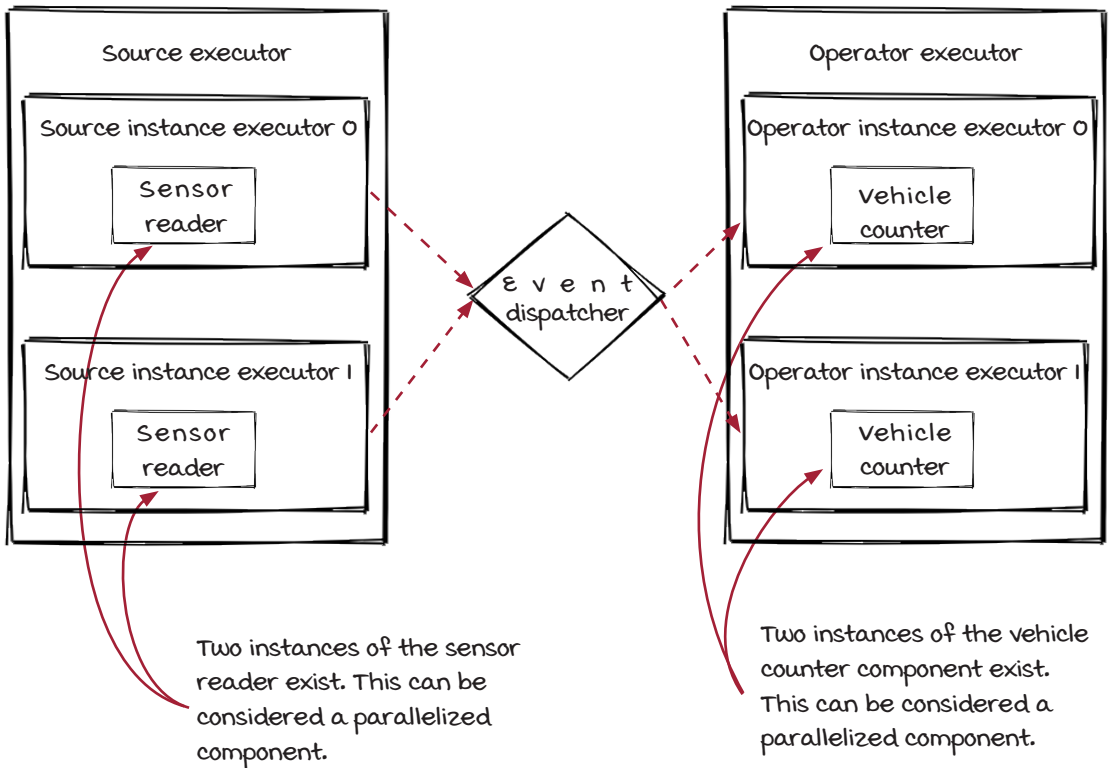 Source executor
Source instance executor 0
Sensor
reader
Source instance executor 1
Sensor
reader
Event
dispatcher
Operator executor
Operator instance executor 0
Vehicle
counter
Operator instance executor 1
Vehicle
counter
Two instances of the sensor
reader exist. This can be
considered a parallelized
component.
Two instances of the vehicle
counter component exist.
This can be considered a
parallelized component.